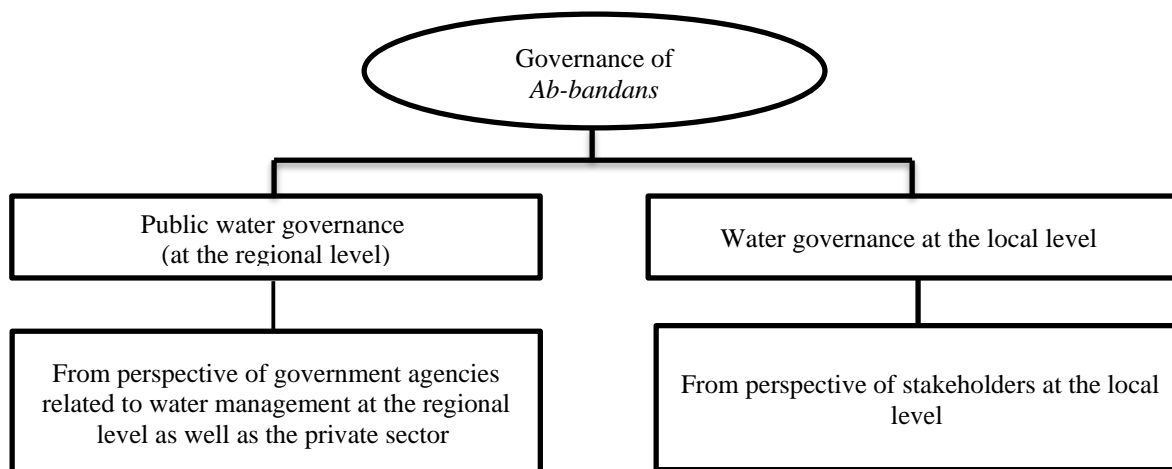 Governance of
Ab-bandans
Public water governance
(at the regional level)
Water governance at the local level
From perspective of government agencies
related to water management at the regional
level as well as the private sector
From perspective of stakeholders at the local
level